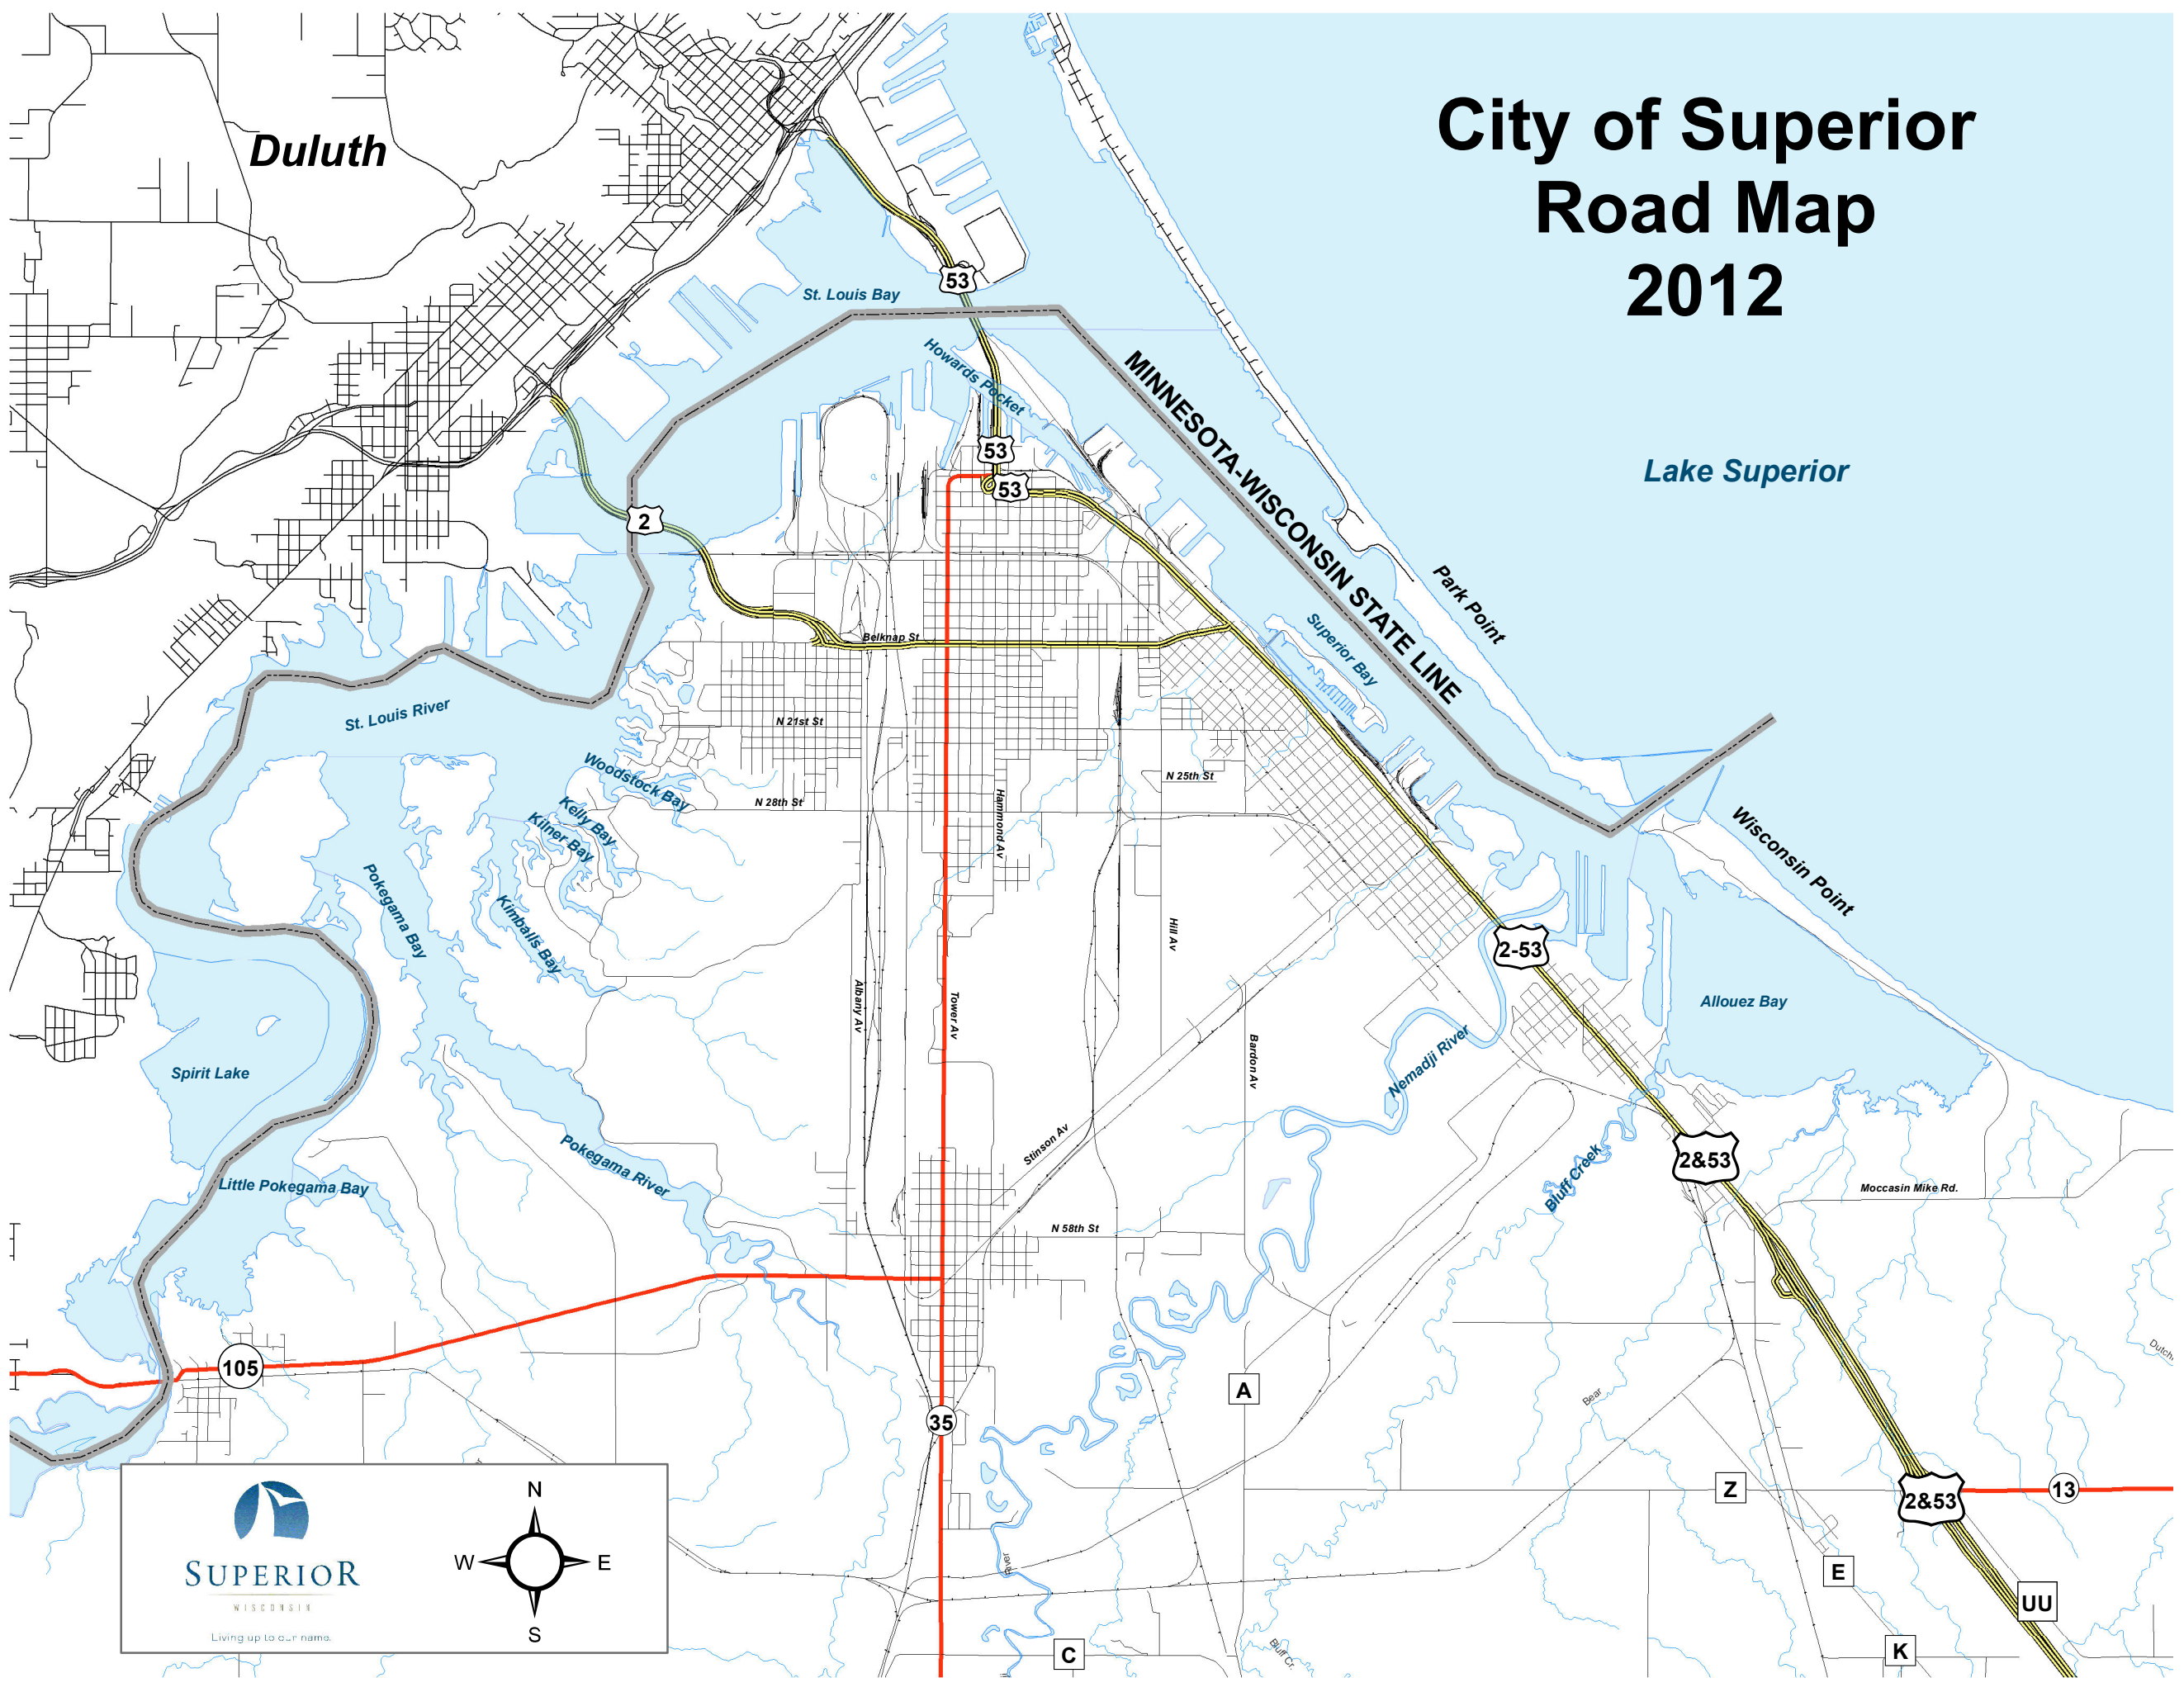 City of Superior
Road Map
2012
Duluth
53
St. Louis Bay
Howards Pocket
MINNESOTA-WISCONSIN STATE LINE
53
53
Lake Superior
2
Park Point
Superior Bay
Belknap St
St. Louis River
N 21st St
Woodstock Bay
N 25th St
N 28th St
Kelly Bay
Kilner Bay
Hammond Av
Wisconsin Point
Pokegama Bay
Kimballs Bay
Hill Av
2-53
Albany Av
Tower Av
Allouez Bay
Bardon Av
Nemadji River
Spirit Lake
Stinson Av
Pokegama River
Bluff Creek
2&53
Little Pokegama Bay
Moccasin Mike Rd.
N 58th St
105
A
Bear
35
Z
2&53
13
N
W
E
S
SUPERIOR
WISCONSIN
Living up to our name.
River
E
UU
Bluff Cr.
C
K